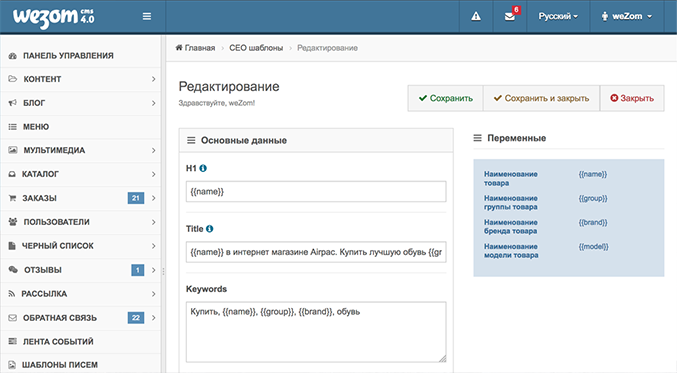 wezom cms 4.0
6
Русский
weZom
ПАНЕЛЬ УПРАВЛЕНИЯ
КОНТЕНТ
БЛОГ
МЕНЮ
МУЛЬТИМЕДИА
КАТАЛОГ
ЗАКАЗЫ 21
ПОЛЬЗОВАТЕЛИ
ЧЕРНЫЙ СПИСОК
ОТЗЫВЫ 1
РАССЫЛКА
ОБРАТНАЯ СВЯЗЬ 22
ЛЕНТА СОБЫТИЙ
ШАБЛОНЫ ПИСЕМ
Главная › СЕО шаблоны › Редактирование
Редактирование
Здравствуйте, weZom!
Сохранить
Сохранить и закрыть
Закрыть
Основные данные
H1
{{name}}
Title
{{name}} в интернет магазине Airpac. Купить лучшую обувь {{gr
Keywords
Купить, {{name}}, {{group}}, {{brand}}, обувь
Переменные
Наименование {{name}}
товара
Наименование {{group}}
группы товара
Наименование {{brand}}
бренда товара
Наименование {{model}}
модели товара